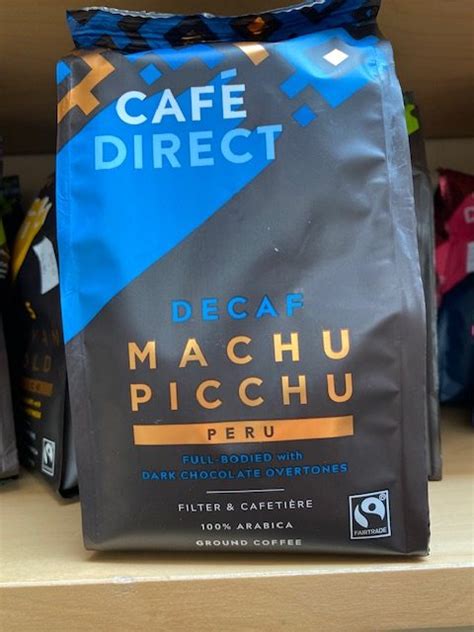 CAFÉ
DIRECT
DECAF
MACHU
PICCHU
PERU
FULL-BODIED with
DARK CHOCOLATE OVERTONES
FILTER & CAFETIÈRE
100% ARABICA
GROUND COFFEE
FAIRTRADE